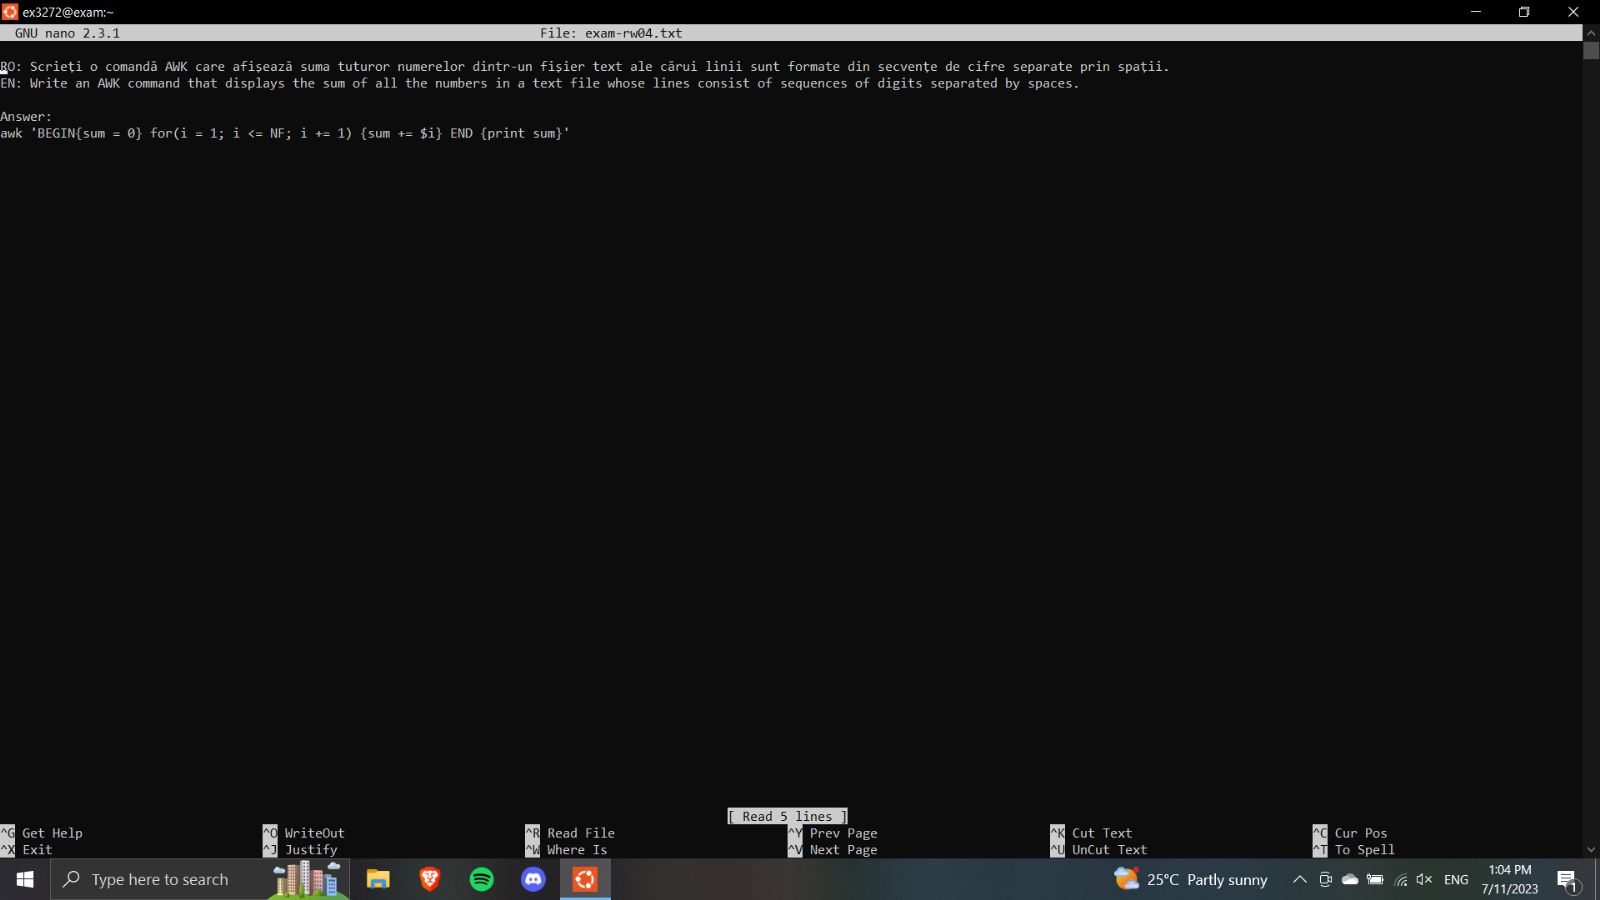 ex3272@exam:~
GNU nano 2.3.1 File: exam-rw04.txt
RO: Scrieți o comandă AWK care afișează suma tuturor numerelor dintr-un fișier text ale cărui linii sunt formate din secvențe de cifre separate prin spații.
EN: Write an AWK command that displays the sum of all the numbers in a text file whose lines consist of sequences of digits separated by spaces.
Answer:
awk 'BEGIN{sum = 0} for(i = 1; i <= NF; i += 1) {sum += $i} END {print sum}'
[ Read 5 lines ]
^G Get Help ^O WriteOut ^R Read File ^Y Prev Page ^K Cut Text ^C Cur Pos
^X Exit ^J Justify ^W Where Is ^V Next Page ^U UnCut Text ^T To Spell
Type here to search 25°C Partly sunny ENG 1:04 PM
7/11/2023 1